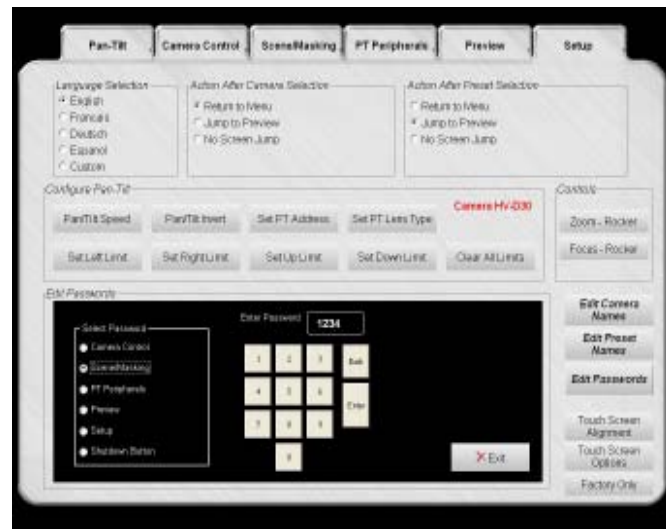 Pan-Tilt
Camera Control
Scene/Masking
PT Peripherals
Preview
Setup
Language Selection
English
Francais
Deutsch
Espanol
Custom
Action After Camera Selection
Return to Menu
Jump to Preview
No Screen Jump
Action After Preset Selection
Return to Menu
Jump to Preview
No Screen Jump
Configure Pan-Tilt
Camera HV-D30
Pan/Tilt Speed
Pan/Tilt Invert
Set PT Address
Set PT Lens Type
Set Left Limit
Set Right Limit
Set Up Limit
Set Down Limit
Clear All Limits
Controls
Zoom - Rocker
Focus - Rocker
Edit Passwords
Select Password
Camera Control
Scene/Masking
PT Peripherals
Preview
Setup
Shutdown Button
Enter Password 1234
1 2 3
4 5 6
Enter
7 8 9
Exit
Edit Camera
Names
Edit Preset
Names
Edit Passwords
Touch Screen
Alignment
Touch Screen
Options
Factory Only